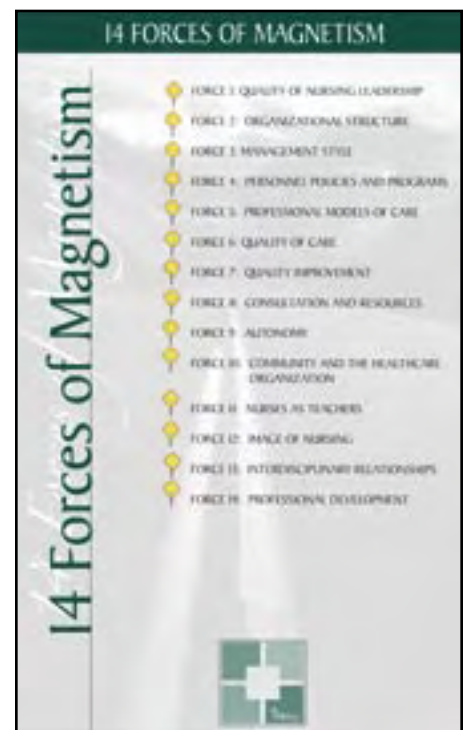 14 FORCES OF MAGNETISM
14 Forces of Magnetism
FORCE 1: QUALITY OF NURSING LEADERSHIP
FORCE 2: ORGANIZATIONAL STRUCTURE
FORCE 3: MANAGEMENT STYLE
FORCE 4: PERSONNEL POLICIES AND PROGRAMS
FORCE 5: PROFESSIONAL MODELS OF CARE
FORCE 6: QUALITY OF CARE
FORCE 7: QUALITY IMPROVEMENT
FORCE 8: CONSULTATION AND RESOURCES
FORCE 9: AUTONOMY
FORCE 10: COMMUNITY AND THE HEALTHCARE
ORGANIZATION
FORCE 11: NURSES AS TEACHERS
FORCE 12: IMAGE OF NURSING
FORCE 13: INTERDISCIPLINARY RELATIONSHIPS
FORCE 14: PROFESSIONAL DEVELOPMENT